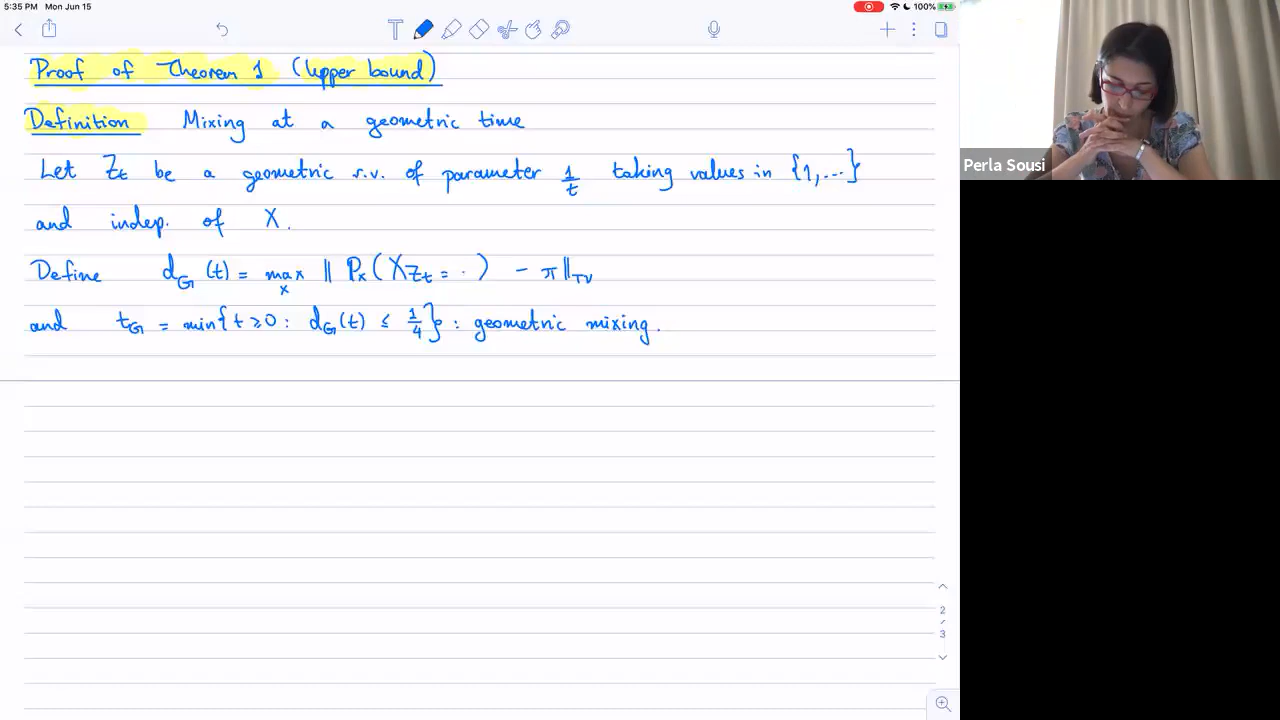 5:35 PM Mon Jun 15
100%
Proof of Theorem 1 (Upper bound)
Definition Mixing at a geometric time
Let Z_t be a geometric r.v. of parameter 1/t taking values in {1,...}
and indep. of X.
Define d_G(t) = max_x ‖ P_x(X_{Z_t} = ·) - π‖_TV
and t_G = min{t ≥ 0 : d_G(t) ≤ 1/4} : geometric mixing.
Perla Sousi
2
/
3